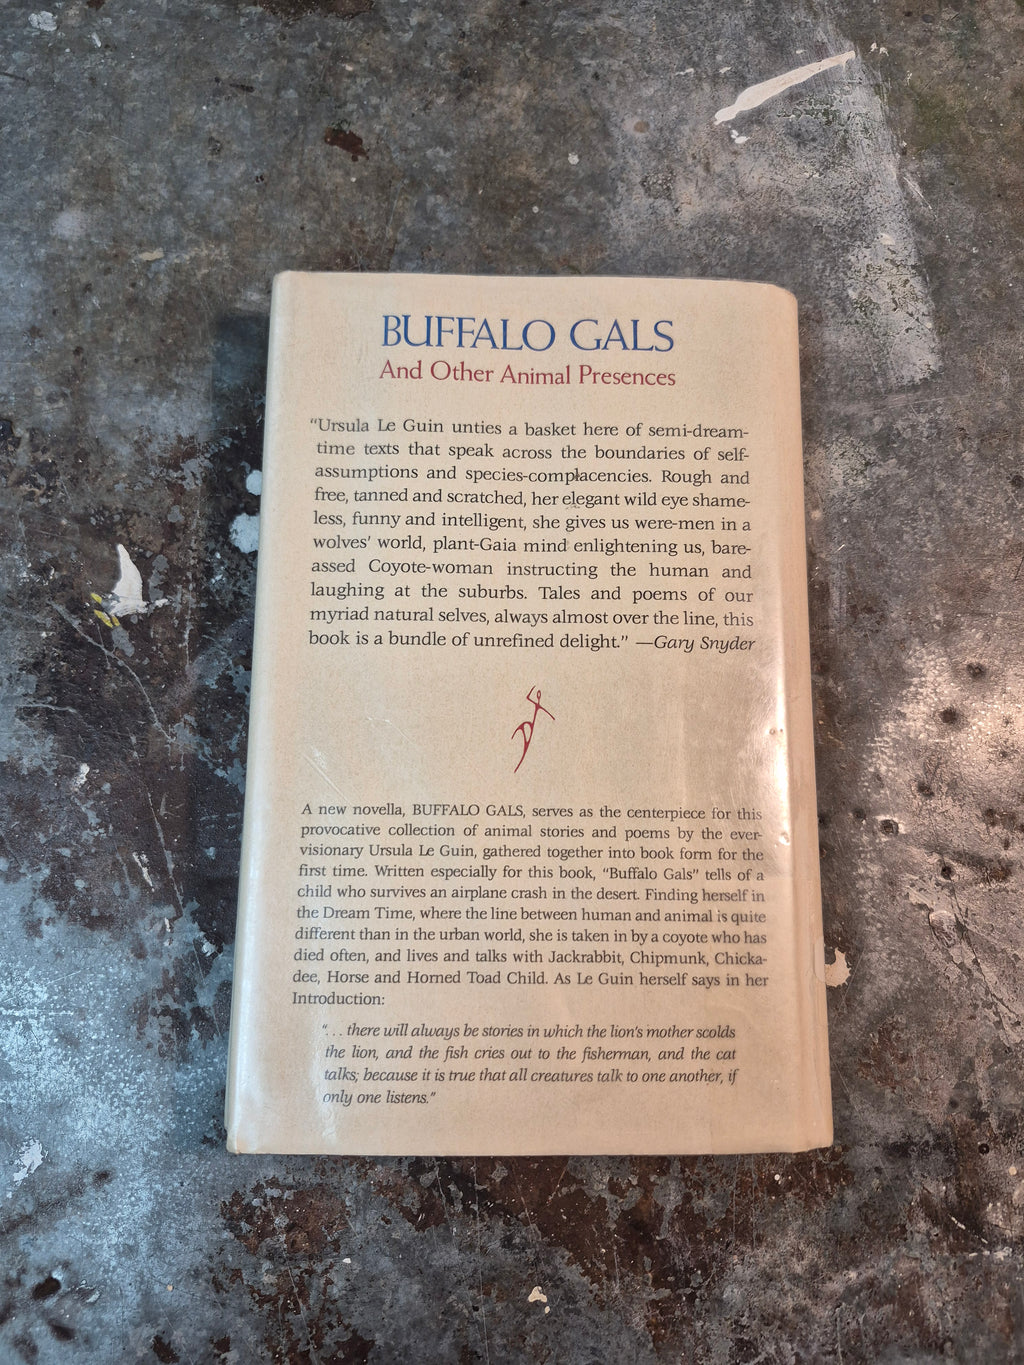 BUFFALO GALS
And Other Animal Presences
“Ursula Le Guin unties a basket here of semi-dream-
time texts that speak across the boundaries of self-
assumptions and species-complacencies. Rough and
free, tanned and scratched, her elegant wild eye shame-
less, funny and intelligent, she gives us were-men in a
wolves’ world, plant-Gaia mind enlightening us, bare-
assed Coyote-woman instructing the human and
laughing at the suburbs. Tales and poems of our
myriad natural selves, always almost over the line, this
book is a bundle of unrefined delight.” —Gary Snyder
A new novella, BUFFALO GALS, serves as the centerpiece for this
provocative collection of animal stories and poems by the ever-
visionary Ursula Le Guin, gathered together into book form for the
first time. Written especially for this book, “Buffalo Gals” tells of a
child who survives an airplane crash in the desert. Finding herself in
the Dream Time, where the line between human and animal is quite
different than in the urban world, she is taken in by a coyote who has
died often, and lives and talks with Jackrabbit, Chipmunk, Chicka-
dee, Horse and Horned Toad Child. As Le Guin herself says in her
Introduction:
“. . . there will always be stories in which the lion’s mother scolds
the lion, and the fish cries out to the fisherman, and the cat
talks; because it is true that all creatures talk to one another, if
only one listens.”